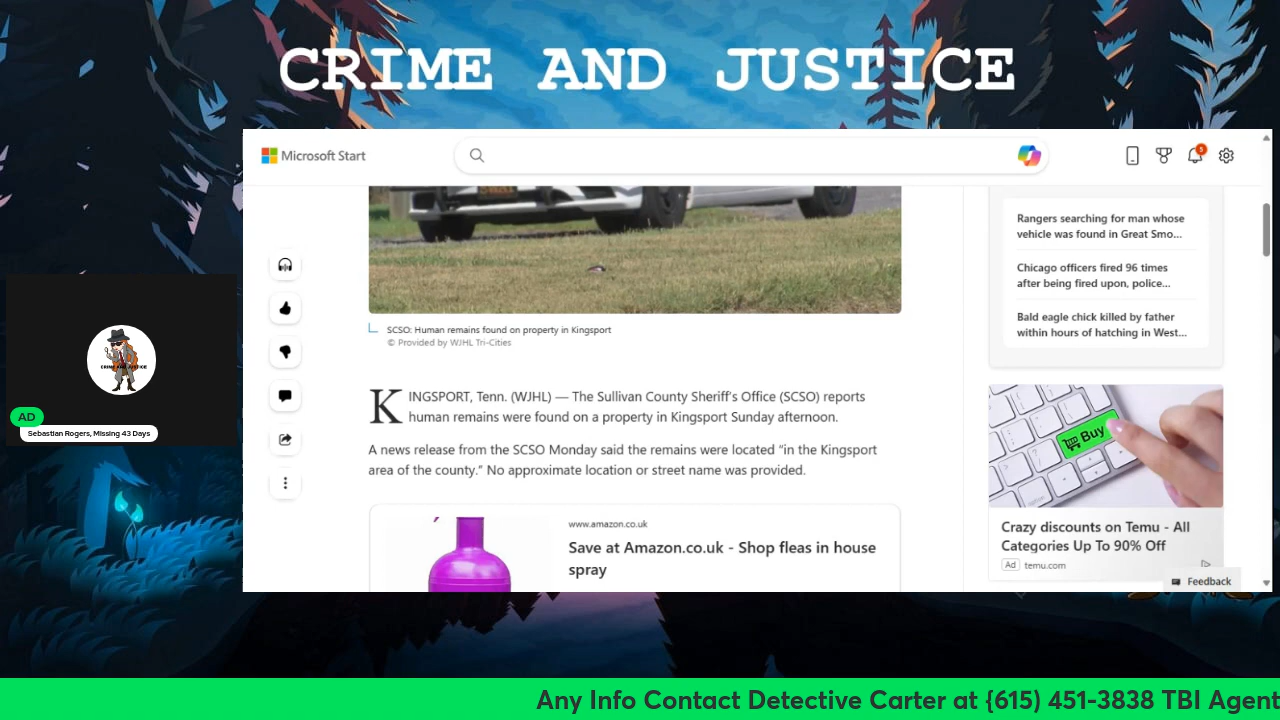 CRIME AND JUSTICE
Microsoft Start
5
SCSO: Human remains found on property in Kingsport
© Provided by WJHL Tri-Cities
KINGSPORT, Tenn. (WJHL) — The Sullivan County Sheriff's Office (SCSO) reports
human remains were found on a property in Kingsport Sunday afternoon.
A news release from the SCSO Monday said the remains were located "in the Kingsport
area of the county." No approximate location or street name was provided.
www.amazon.co.uk
Save at Amazon.co.uk - Shop fleas in house
spray
Rangers searching for man whose
vehicle was found in Great Smo...
Chicago officers fired 96 times
after being fired upon, police...
Bald eagle chick killed by father
within hours of hatching in West...
Buy
option
Crazy discounts on Temu - All
Categories Up To 90% Off
Ad temu.com
Feedback
CRIME AND JUSTICE
AD
Sebastian Rogers, Missing 43 Days
Any Info Contact Detective Carter at {615) 451-3838 TBI Agent